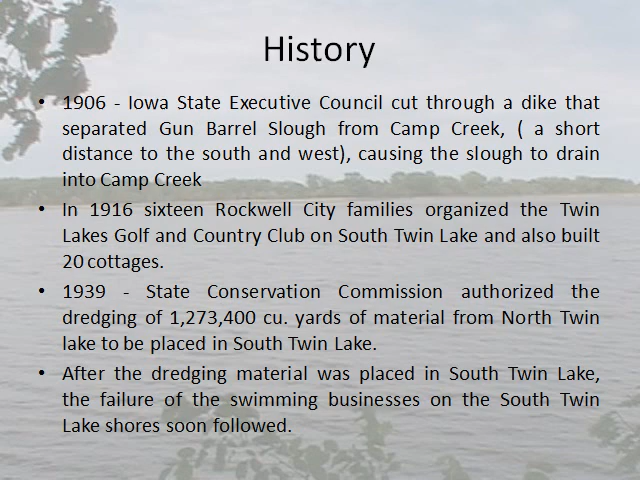 History
• 1906 - Iowa State Executive Council cut through a dike that
separated Gun Barrel Slough from Camp Creek, ( a short
distance to the south and west), causing the slough to drain
into Camp Creek
• In 1916 sixteen Rockwell City families organized the Twin
Lakes Golf and Country Club on South Twin Lake and also built
20 cottages.
• 1939 - State Conservation Commission authorized the
dredging of 1,273,400 cu. yards of material from North Twin
lake to be placed in South Twin Lake.
• After the dredging material was placed in South Twin Lake,
the failure of the swimming businesses on the South Twin
Lake shores soon followed.